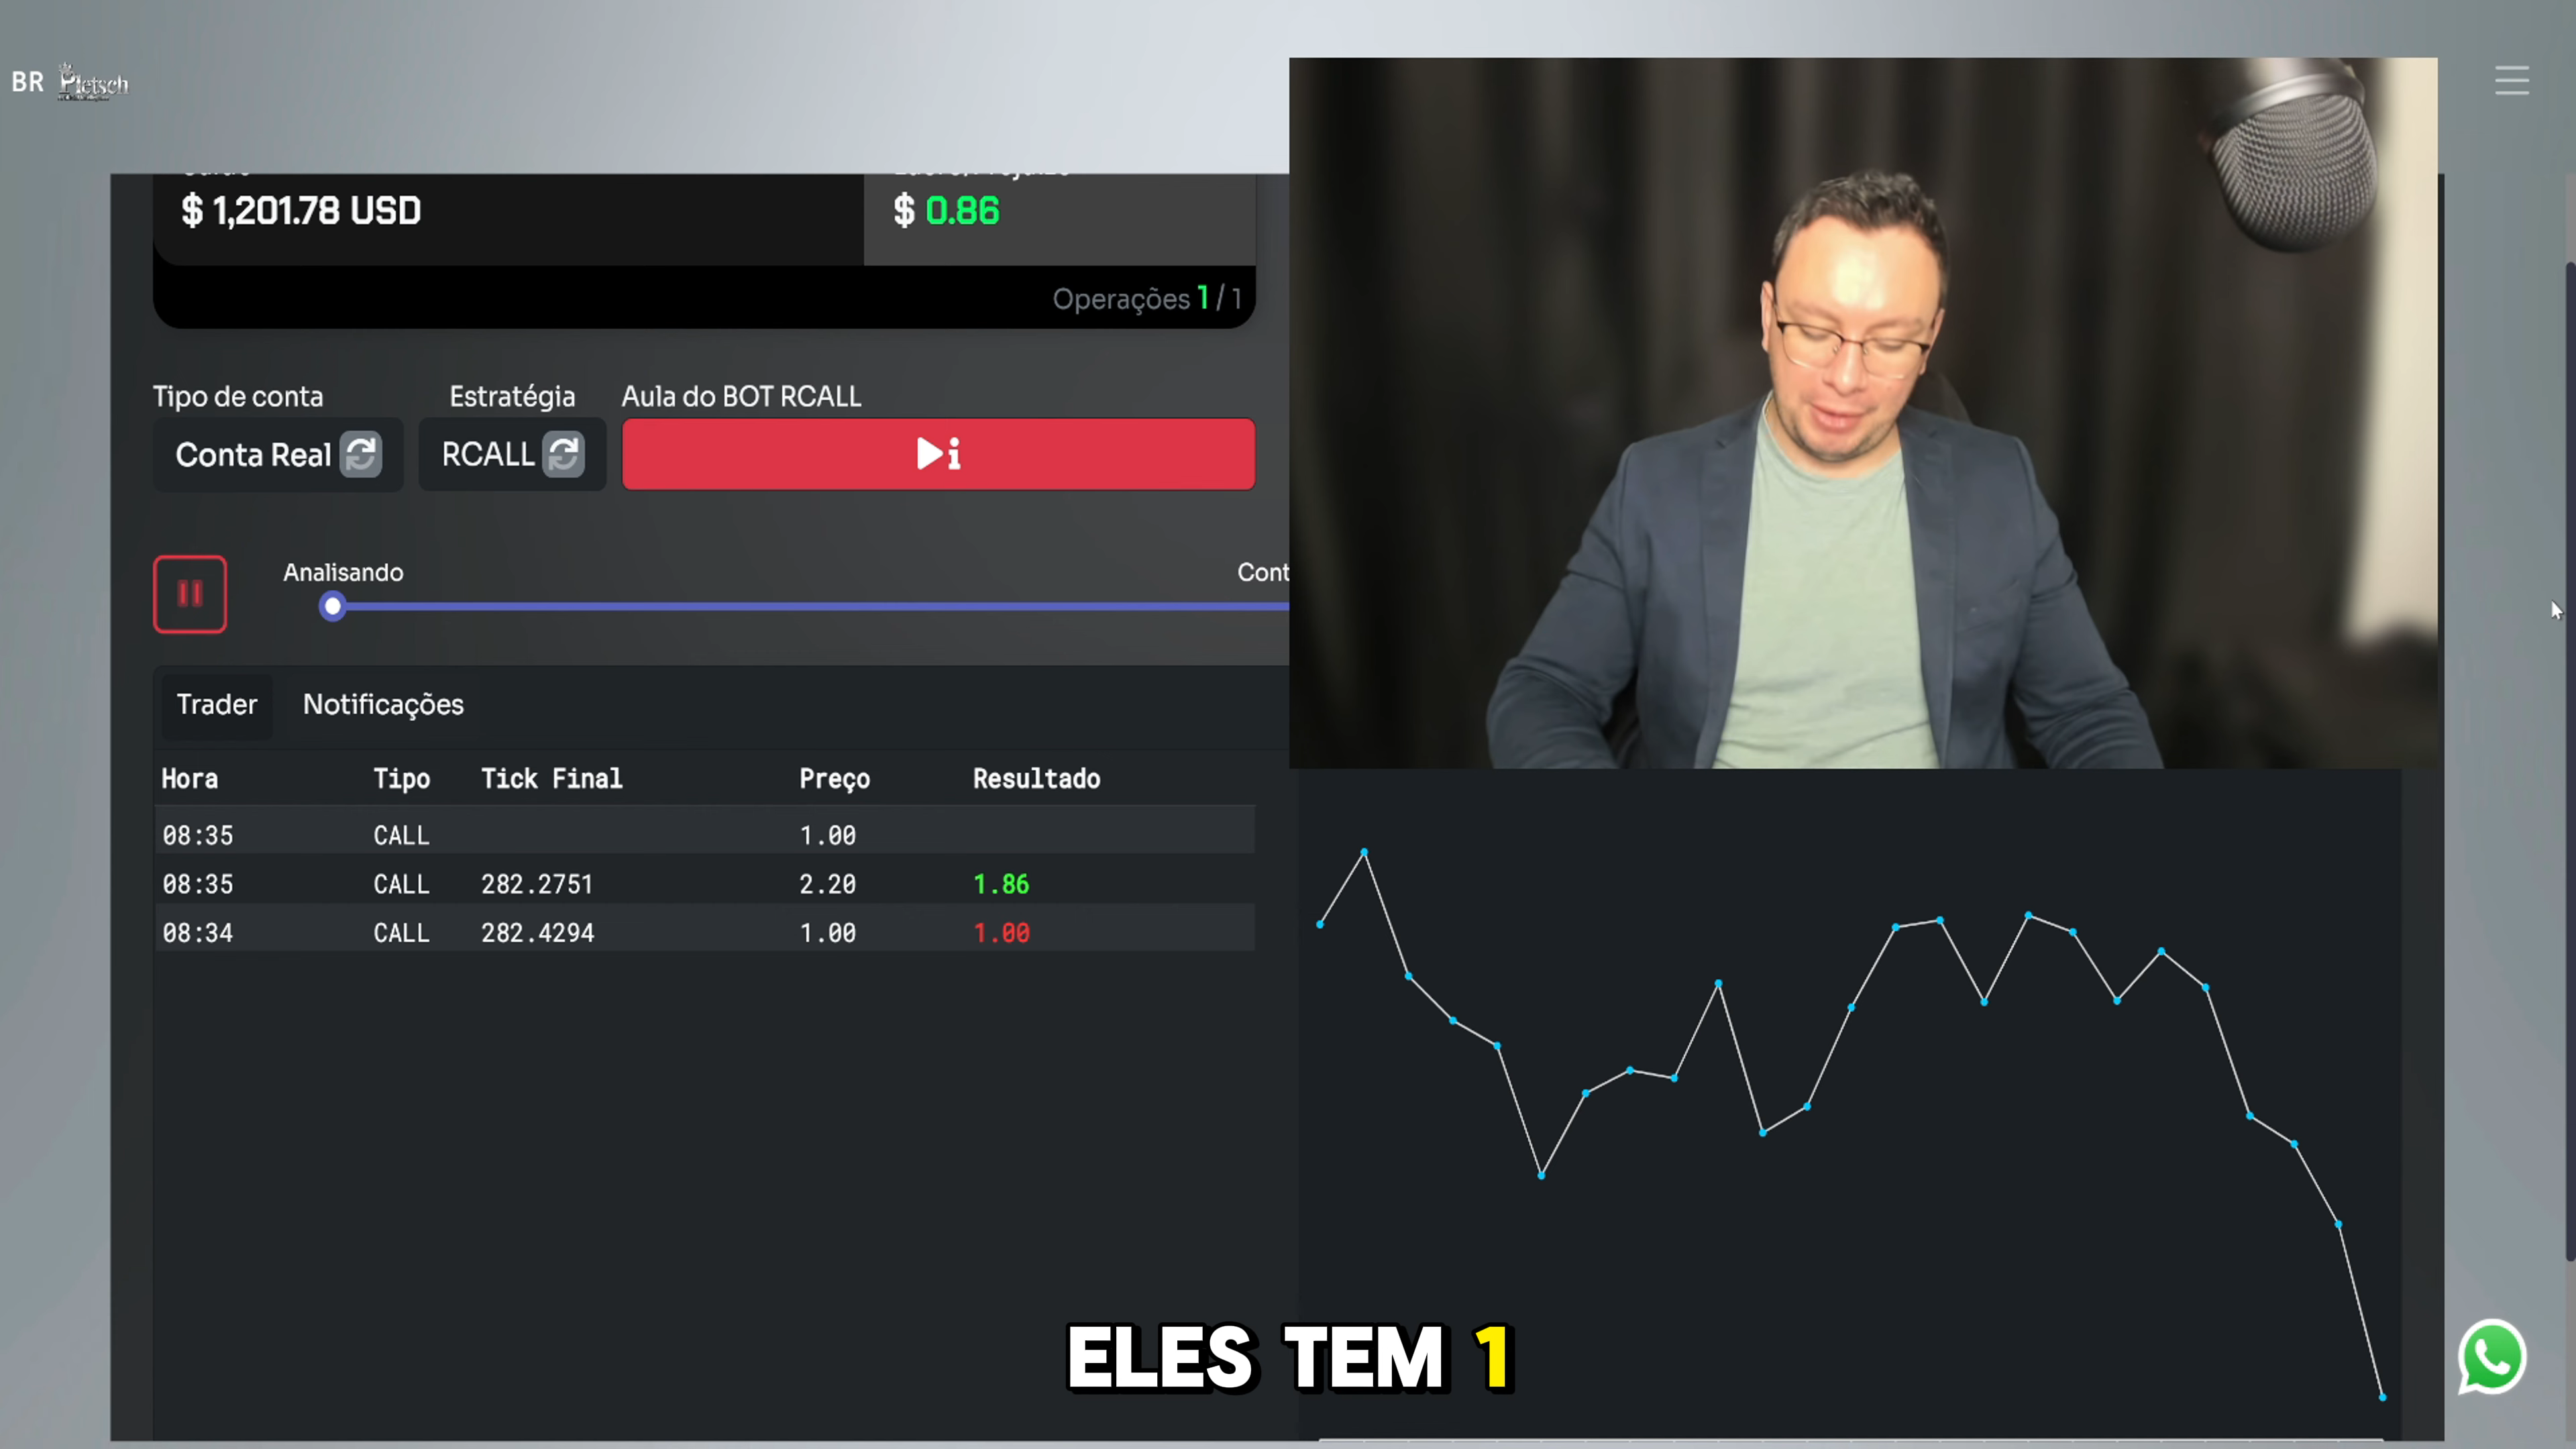 BR Pletsch
$ 1,201.78 USD
$ 0.86
Operações 1 / 1
Tipo de conta
Estratégia
Aula do BOT RCALL
Conta Real
RCALL
Analisando
Cont
Trader
Notificações
Hora Tipo Tick Final Preço Resultado
08:35 CALL 1.00
08:35 CALL 282.2751 2.20 1.86
08:34 CALL 282.4294 1.00 1.00
ELES TEM 1